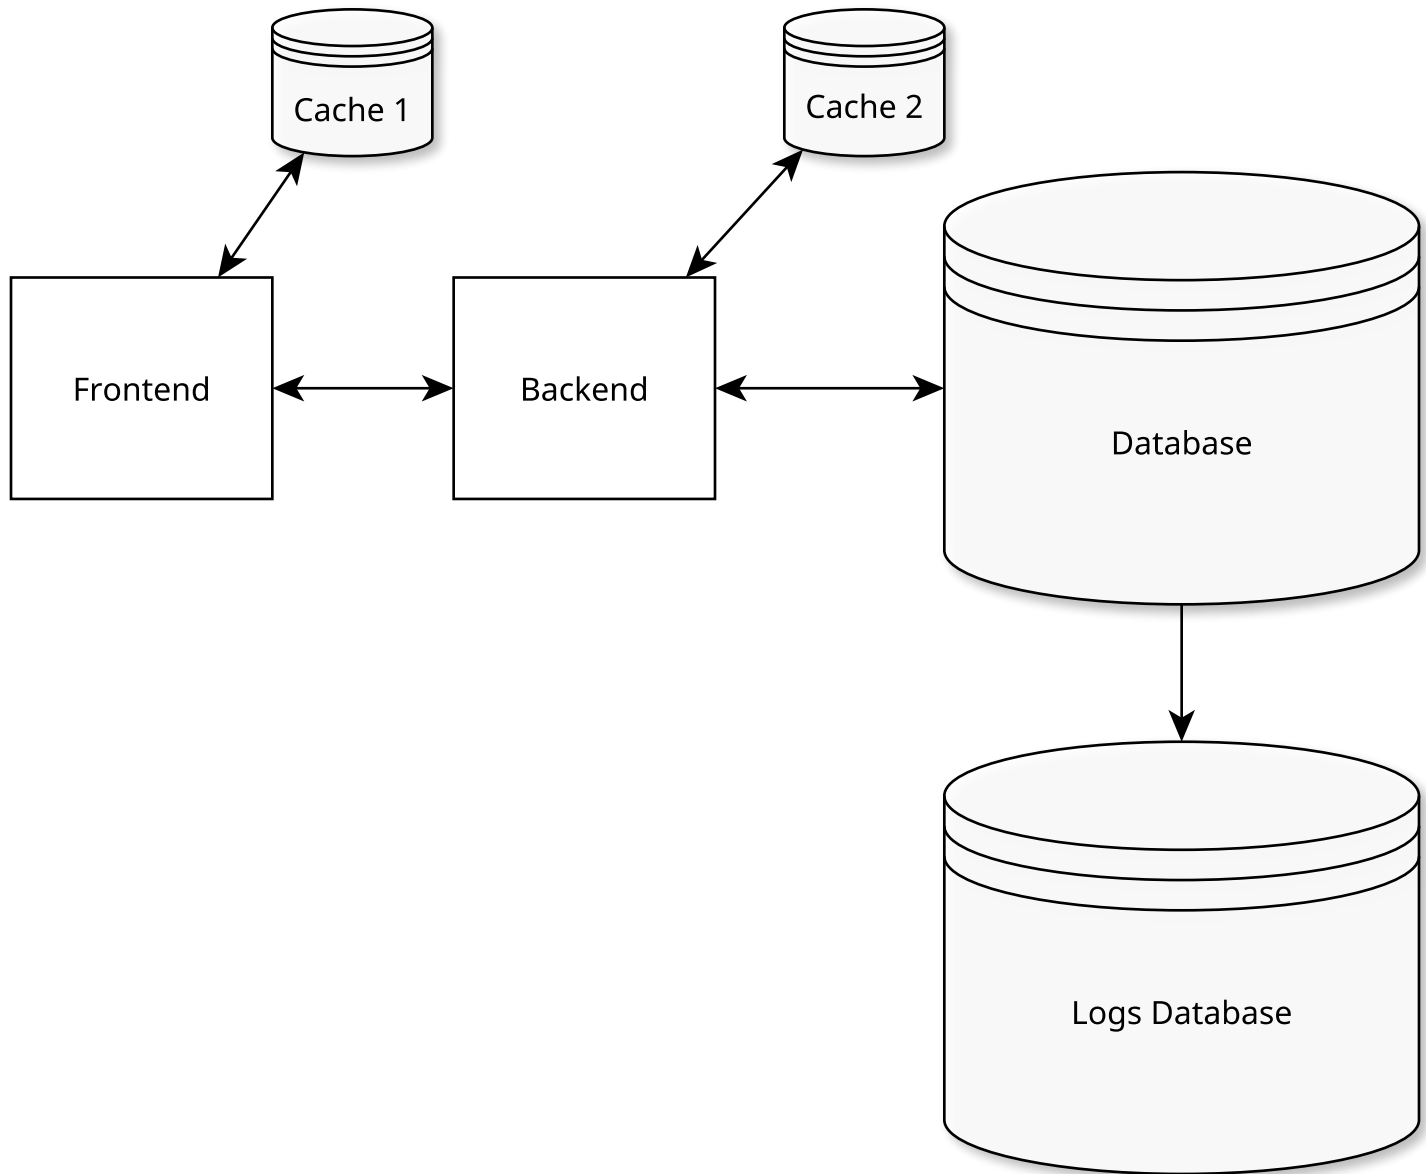 Cache 1
Cache 2
Frontend
Backend
Database
Logs Database